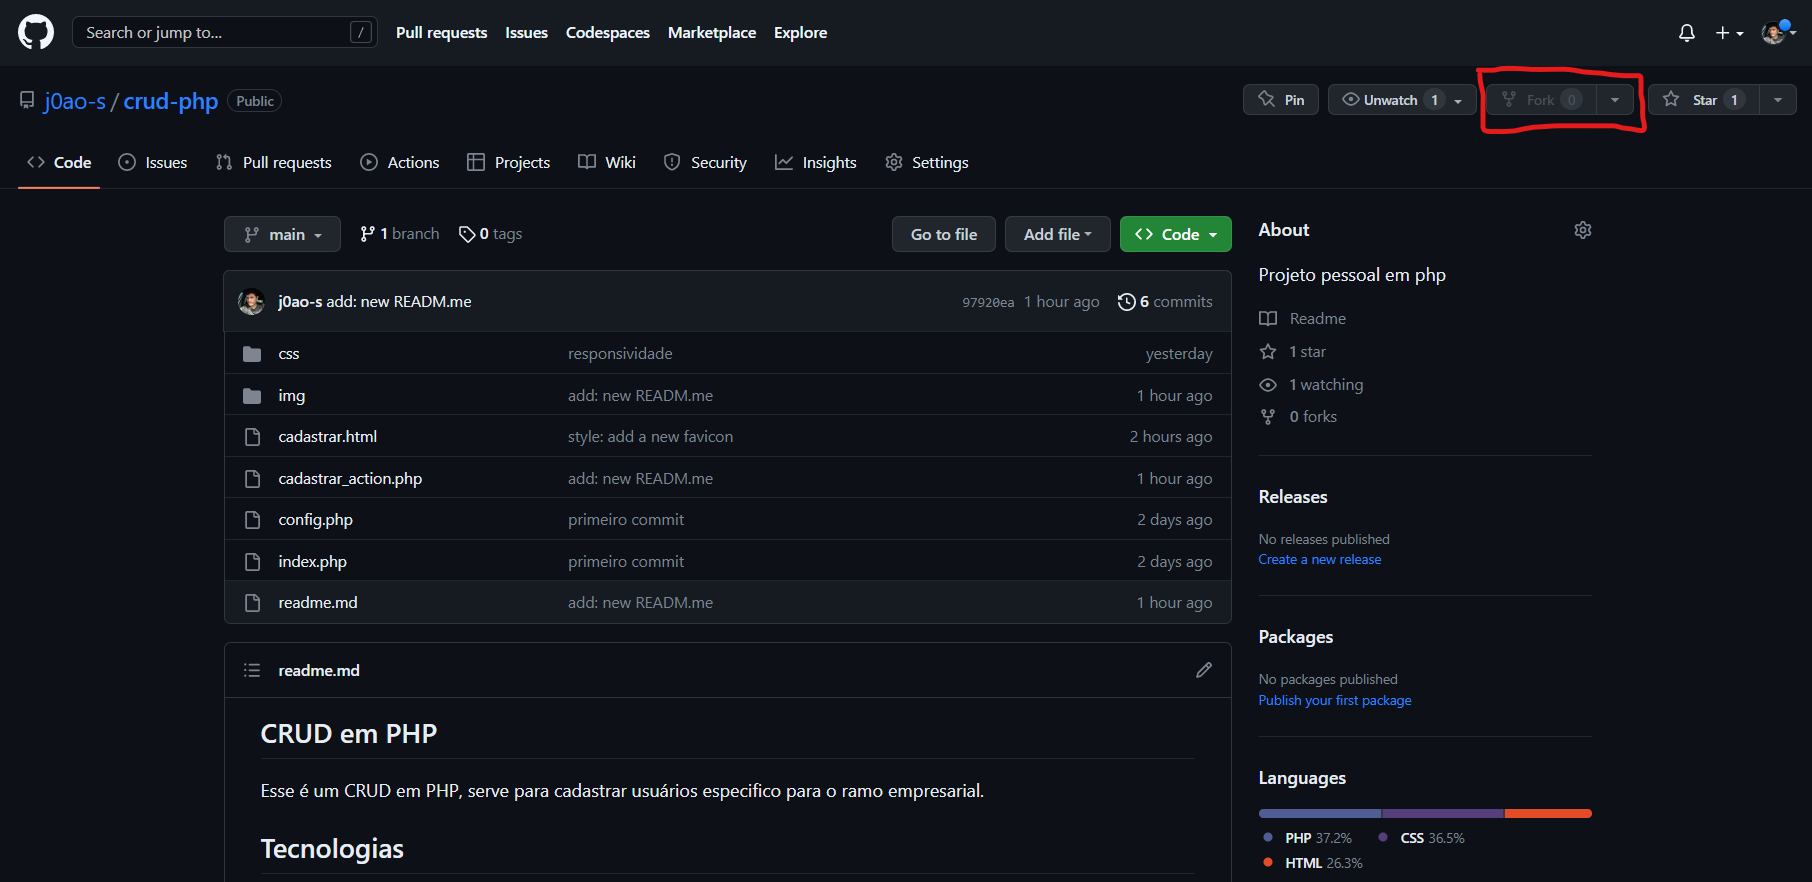 Search or jump to... /
Pull requests Issues Codespaces Marketplace Explore
j0ao-s / crud-php Public
Pin Unwatch 1 Fork 0 Star 1
Code Issues Pull requests Actions Projects Wiki Security Insights Settings
main 1 branch 0 tags Go to file Add file Code
j0ao-s add: new READM.me 97920ea 1 hour ago 6 commits
css responsividade yesterday
img add: new READM.me 1 hour ago
cadastrar.html style: add a new favicon 2 hours ago
cadastrar_action.php add: new READM.me 1 hour ago
config.php primeiro commit 2 days ago
index.php primeiro commit 2 days ago
readme.md add: new READM.me 1 hour ago
readme.md
CRUD em PHP
Esse é um CRUD em PHP, serve para cadastrar usuários especifico para o ramo empresarial.
Tecnologias
About
Projeto pessoal em php
Readme
1 star
1 watching
0 forks
Releases
No releases published
Create a new release
Packages
No packages published
Publish your first package
Languages
PHP 37.2% CSS 36.5%
HTML 26.3%